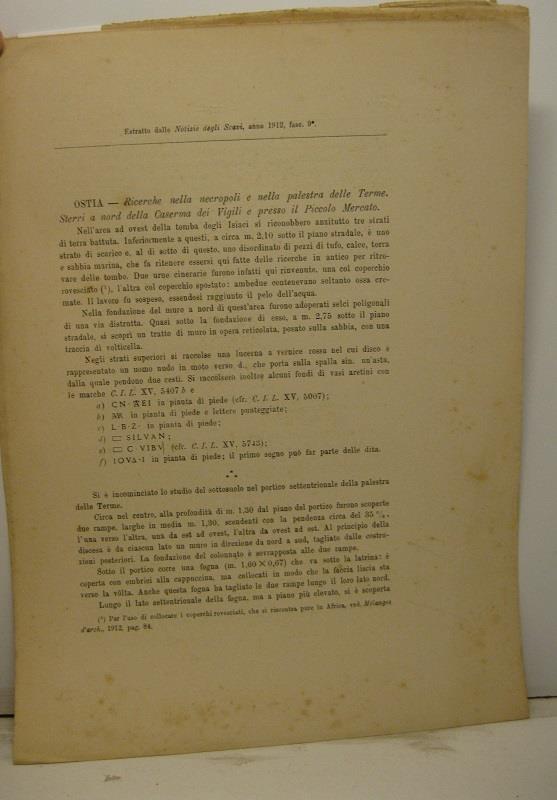 Estratto dalle Notizie degli Scavi, anno 1912, fasc. 9°.
OSTIA — Ricerche nella necropoli e nella palestra delle Terme.
Sterri a nord della Caserma dei Vigili e presso il Piccolo Mercato.
Nell'area ad ovest della tomba degli Isiaci si riconobbero anzitutto tre strati
di terra battuta. Inferiormente a questi, a circa m. 2,10 sotto il piano stradale, è uno
strato di scarico e, al di sotto di questo, uno disordinato di pezzi di tufo, calce, terra
e sabbia marina, che fa ritenere essersi qui fatte delle ricerche in antico per ritro-
vare delle tombe. Due urne cinerarie furono infatti qui rinvenute, una col coperchio
rovesciato (¹), l'altra col coperchio spostato: ambedue contenevano soltanto ossa cre-
mate. Il lavoro fu sospeso, essendosi raggiunto il pelo dell'acqua.
Nella fondazione del muro a nord di quest'area furono adoperati selci poligonali
di una via distrutta. Quasi sotto la fondazione di esso, a m. 2,75 sotto il piano
stradale, si scoprì un tratto di muro in opera reticolata, posato sulla sabbia, con una
traccia di volticella.
Negli strati superiori si raccolse una lucerna a vernice rossa nel cui disco è
rappresentato un uomo nudo in moto verso d., che porta sulla spalla sin. un'asta,
dalla quale pendono due cesti. Si raccolsero inoltre alcuni fondi di vasi aretini con
le marche C. I. L. XV, 5407 b e
a) CN·ATEI in pianta di piede (cfr. C. I. L. XV, 5007);
b) in pianta di piede e lettere punteggiate;
c) L·B·Z· in pianta di piede;
d) SILVAN;
e) C·VIBV (cfr. C. I. L. XV, 5743);
f) IOVA·I in pianta di piede; il primo segno può far parte delle dita.
Si è incominciato lo studio del sottosuolo nel portico settentrionale della palestra
delle Terme.
Circa nel centro, alla profondità di m. 1,30 dal piano del portico furono scoperte
due rampe, larghe in media m. 1,30, scendenti con la pendenza circa del 35 %,
l'una verso l'altra, una da est ad ovest, l'altra da ovest ad est. Al principio della
discesa è da ciascun lato un muro in direzione da nord a sud, tagliato dalle costru-
zioni posteriori. La fondazione del colonnato è sovrapposta alle due rampe.
Sotto il portico corre una fogna (m. 1,00 × 0,67) che va sotto la latrina: è
coperta con embrici alla cappuccina, ma collocati in modo che la faccia liscia sta
verso la vôlta. Anche questa fogna ha tagliato le due rampe lungo il loro lato nord.
Lungo il lato settentrionale della fogna, ma a piano più elevato, si è scoperta
(¹) Per l'uso di collocare i coperchi rovesciati, che si riscontra pure in Africa, ved. Mélanges
d'arch., 1912, pag. 84.